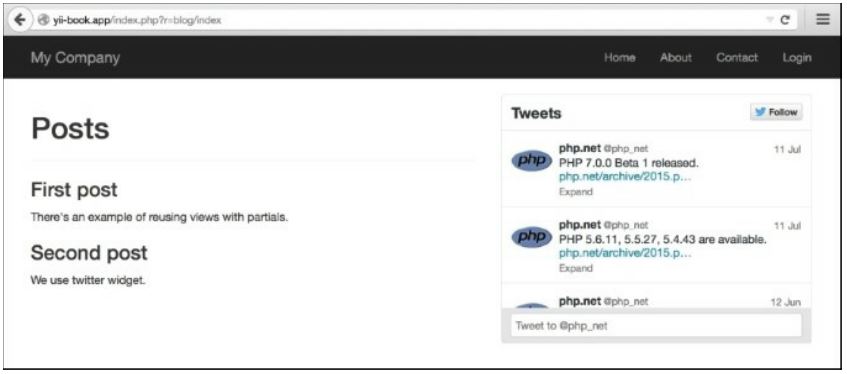 yii-book.app/index.php?r=blog/index
My Company Home About Contact Login
Posts
First post
There's an example of reusing views with partials.
Second post
We use twitter widget.
Tweets Follow
php php.net @php_net 11 Jul
PHP 7.0.0 Beta 1 released.
php.net/archive/2015.p...
Expand
php php.net @php_net 11 Jul
PHP 5.6.11, 5.5.27, 5.4.43 are available.
php.net/archive/2015.p...
Expand
php.net @php_net 12 Jun
Tweet to @php_net